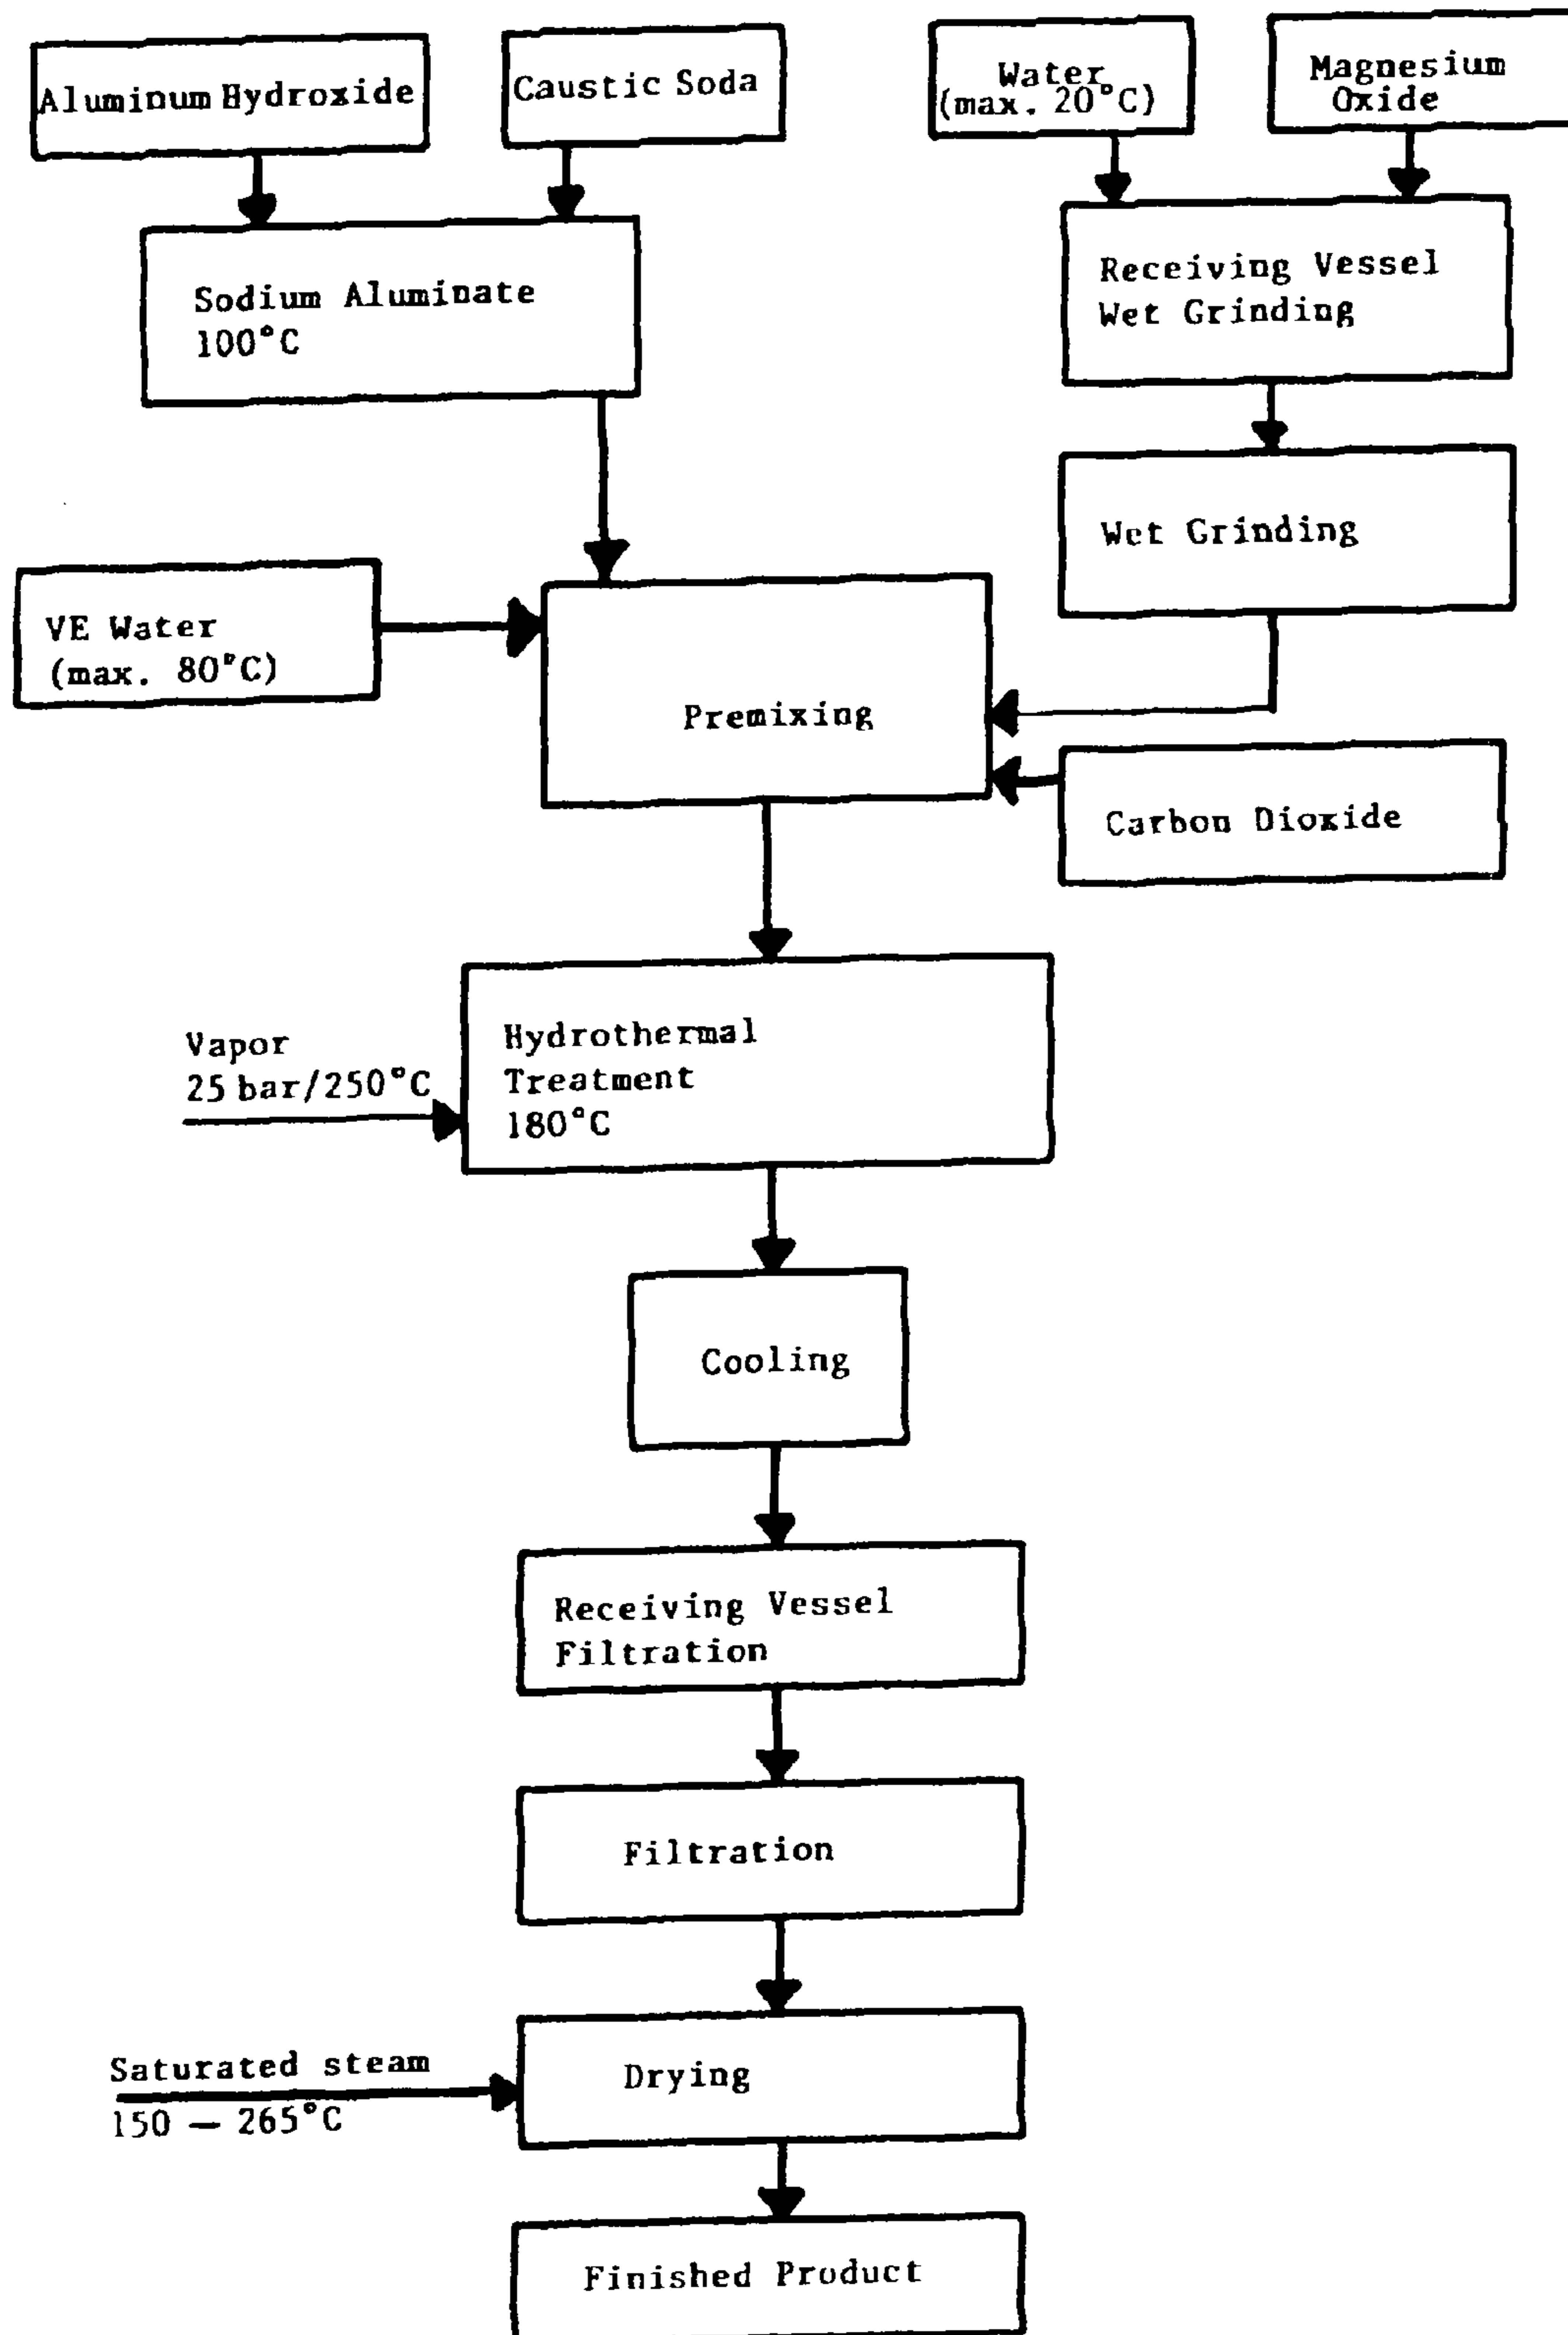 Aluminum Hydroxide
Caustic Soda
Water
(max. 20°C)
Magnesium
Oxide
Sodium Aluminate
100°C
Receiving Vessel
Wet Grinding
Wet Grinding
VE Water
(max. 80°C)
Premixing
Carbon Dioxide
Vapor
25 bar/250°C
Hydrothermal
Treatment
180°C
Cooling
Receiving Vessel
Filtration
Filtration
Saturated steam
150 — 265°C
Drying
Finished Product